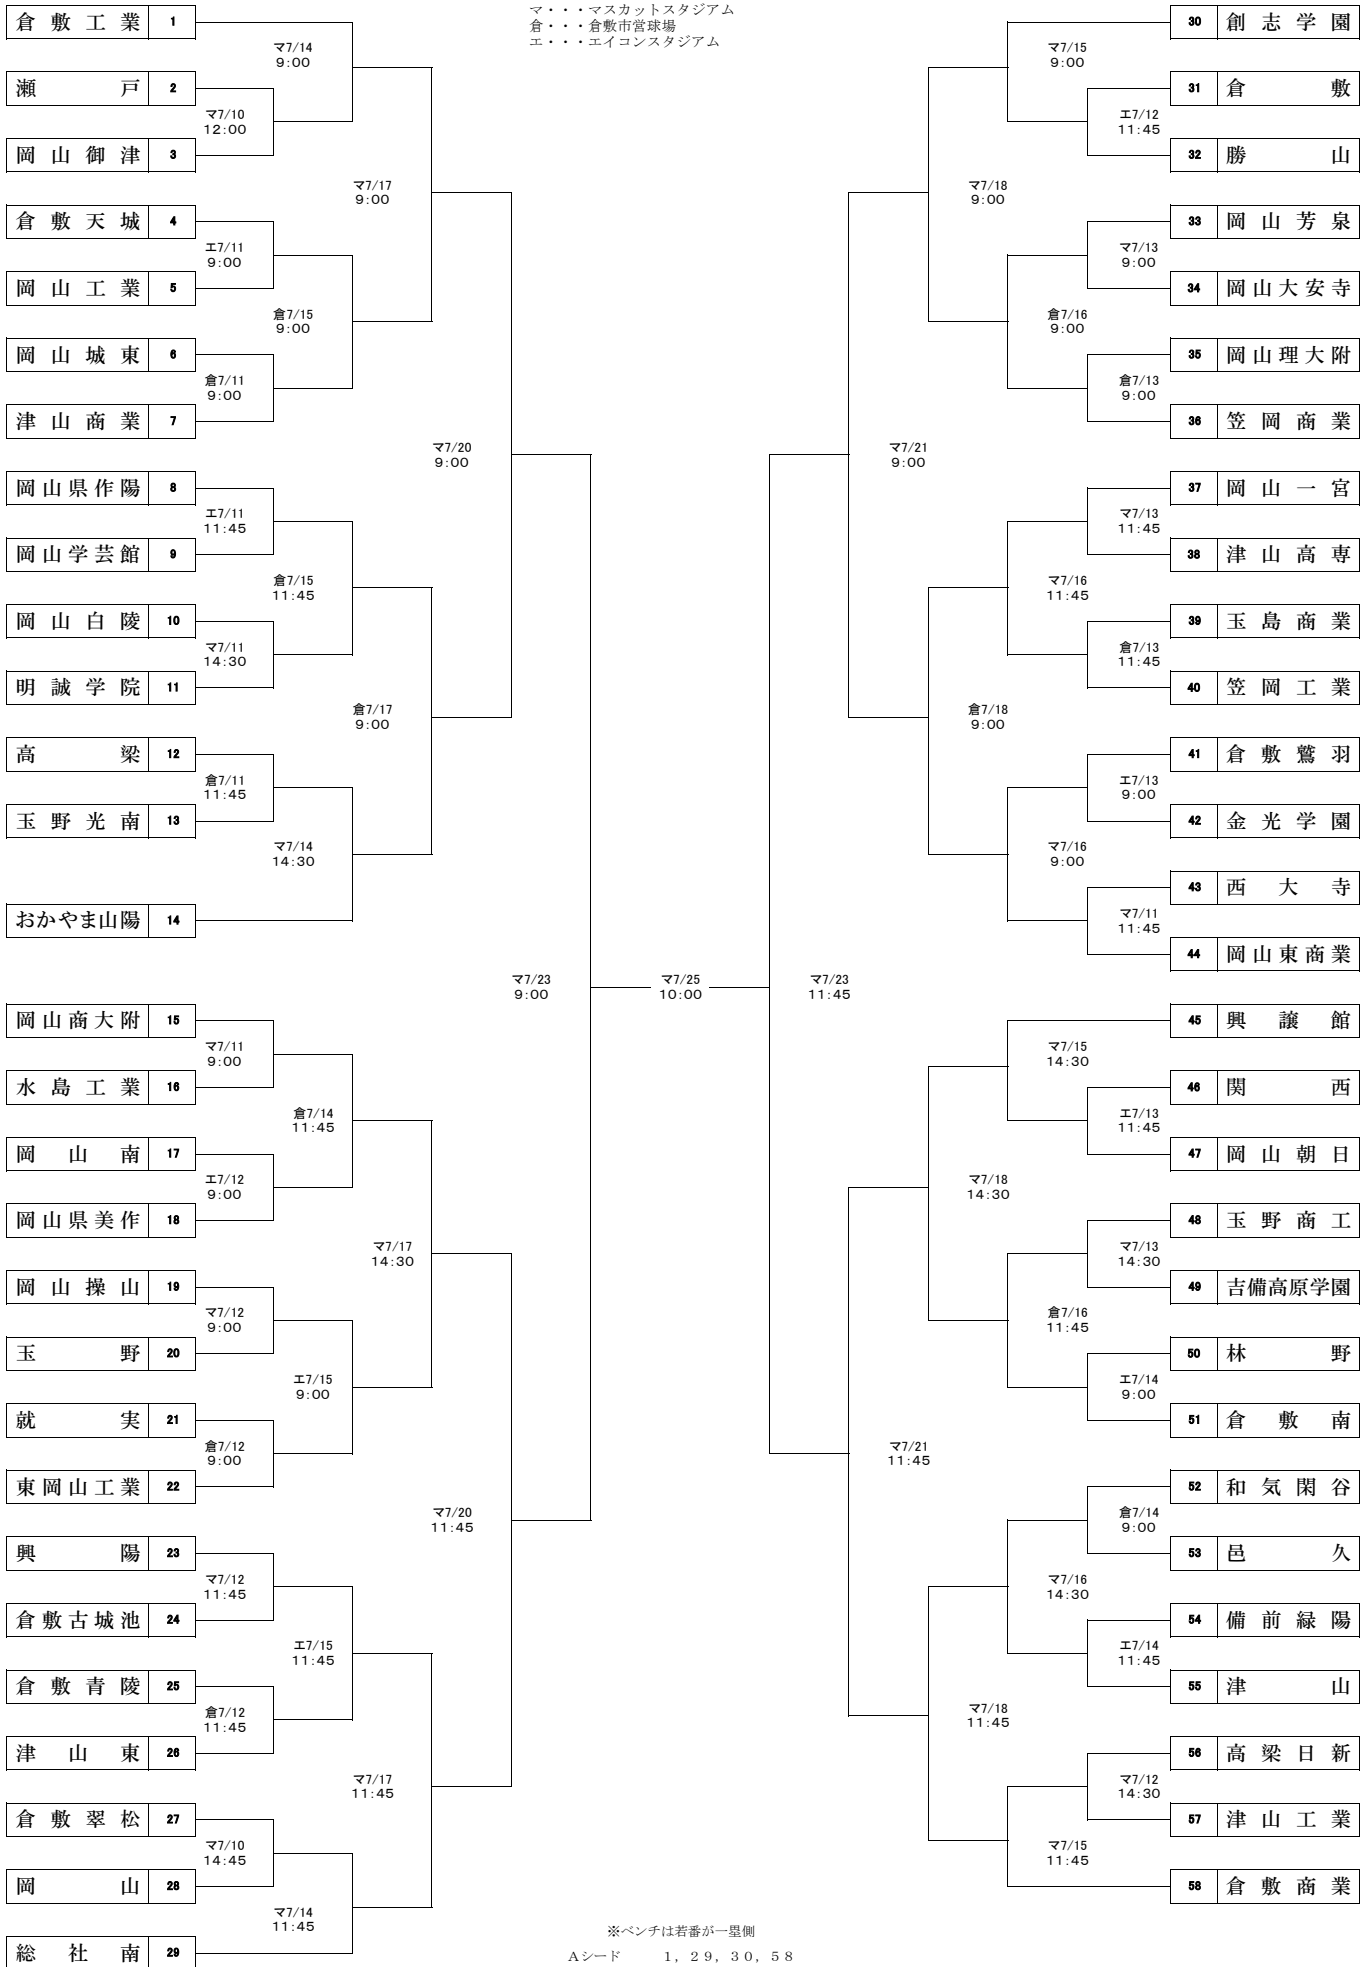 マ・・・マスカットスタジアム
倉・・・倉敷市営球場
エ・・・エイコンスタジアム
倉敷工業 1
マ7/14
9:00
瀬戸 2
マ7/10
12:00
岡山御津 3
マ7/17
9:00
倉敷天城 4
エ7/11
9:00
岡山工業 5
倉7/15
9:00
岡山城東 6
倉7/11
9:00
津山商業 7
マ7/20
9:00
岡山県作陽 8
エ7/11
11:45
岡山学芸館 9
倉7/15
11:45
岡山白陵 10
マ7/11
14:30
明誠学院 11
倉7/17
9:00
高梁 12
倉7/11
11:45
玉野光南 13
マ7/14
14:30
おかやま山陽 14
マ7/23
9:00
岡山商大附 15
マ7/11
9:00
水島工業 16
倉7/14
11:45
岡山南 17
エ7/12
9:00
岡山県美作 18
マ7/17
14:30
岡山操山 19
マ7/12
9:00
玉野 20
エ7/15
9:00
就実 21
倉7/12
9:00
東岡山工業 22
マ7/20
11:45
興陽 23
マ7/12
11:45
倉敷古城池 24
エ7/15
11:45
倉敷青陵 25
倉7/12
11:45
津山東 26
マ7/17
11:45
倉敷翠松 27
マ7/10
14:45
岡山 28
マ7/14
11:45
総社南 29
マ7/25
10:00
30 創志学園
マ7/15
9:00
31 倉敷
エ7/12
11:45
32 勝山
マ7/18
9:00
33 岡山芳泉
マ7/13
9:00
34 岡山大安寺
倉7/16
9:00
35 岡山理大附
倉7/13
9:00
36 笠岡商業
マ7/21
9:00
37 岡山一宮
マ7/13
11:45
38 津山高専
マ7/16
11:45
39 玉島商業
倉7/13
11:45
40 笠岡工業
倉7/18
9:00
41 倉敷鷲羽
エ7/13
9:00
42 金光学園
マ7/16
9:00
43 西大寺
マ7/11
11:45
44 岡山東商業
マ7/23
11:45
45 興譲館
マ7/15
14:30
46 関西
エ7/13
11:45
47 岡山朝日
マ7/18
14:30
48 玉野商工
マ7/13
14:30
49 吉備高原学園
倉7/16
11:45
50 林野
エ7/14
9:00
51 倉敷南
マ7/21
11:45
52 和気閑谷
倉7/14
9:00
53 邑久
マ7/16
14:30
54 備前緑陽
エ7/14
11:45
55 津山
マ7/18
11:45
56 高梁日新
マ7/12
14:30
57 津山工業
マ7/15
11:45
58 倉敷商業
※ベンチは若番が一塁側
Aシード 1，29，30，58